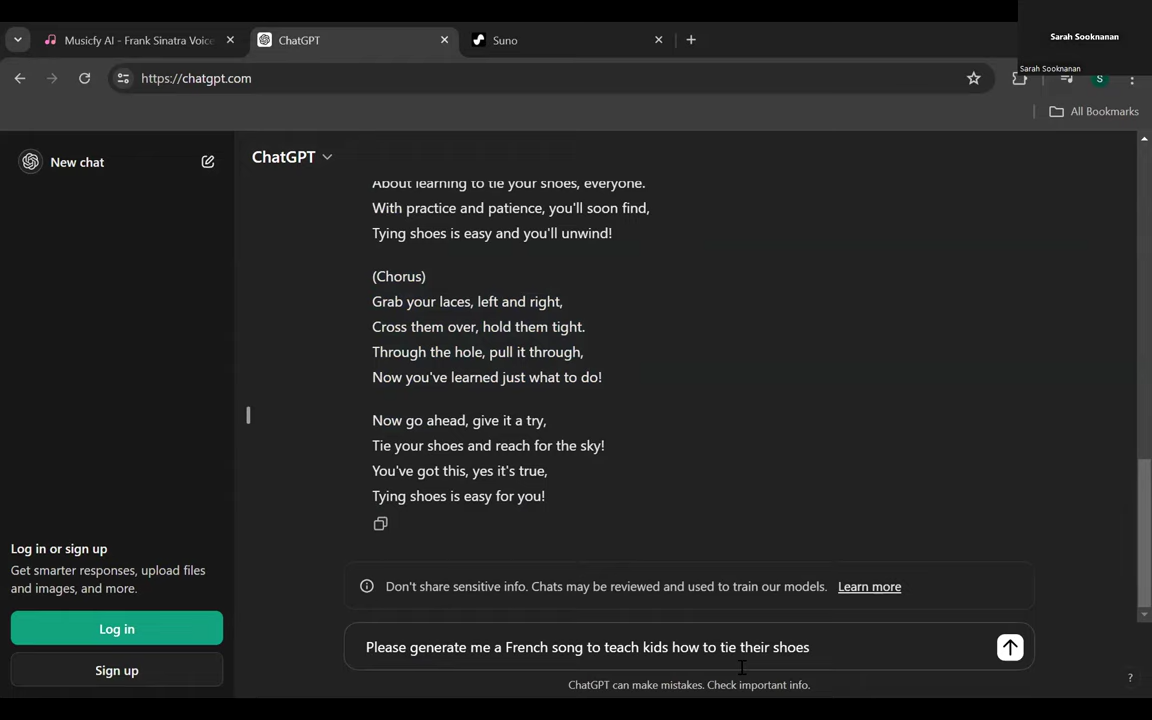 Musicfy AI - Frank Sinatra Voice
ChatGPT
Suno
Sarah Sooknanan
Sarah Sooknanan
https://chatgpt.com
S
All Bookmarks
New chat
ChatGPT
About learning to tie your shoes, everyone.
With practice and patience, you'll soon find,
Tying shoes is easy and you'll unwind!
(Chorus)
Grab your laces, left and right,
Cross them over, hold them tight.
Through the hole, pull it through,
Now you've learned just what to do!
Now go ahead, give it a try,
Tie your shoes and reach for the sky!
You've got this, yes it's true,
Tying shoes is easy for you!
Log in or sign up
Get smarter responses, upload files
and images, and more.
Log in
Sign up
Don't share sensitive info. Chats may be reviewed and used to train our models. Learn more
Please generate me a French song to teach kids how to tie their shoes
ChatGPT can make mistakes. Check important info.
?